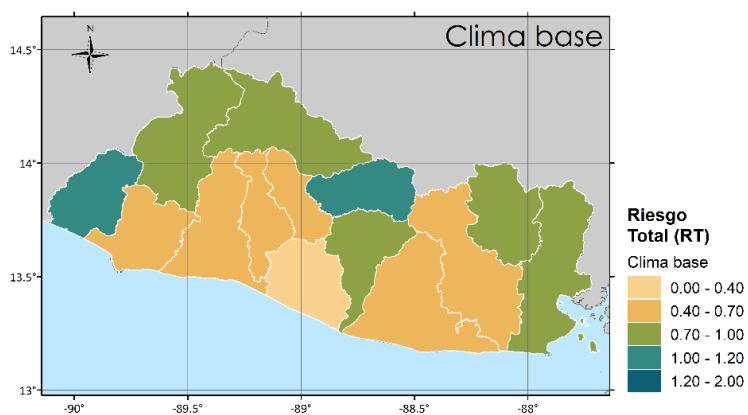 N
Clima base
14.5°
14°
13.5°
13°
-90°
-89.5°
-89°
-88.5°
-88°
Riesgo
Total (RT)
Clima base
0.00 - 0.40
0.40 - 0.70
0.70 - 1.00
1.00 - 1.20
1.20 - 2.00